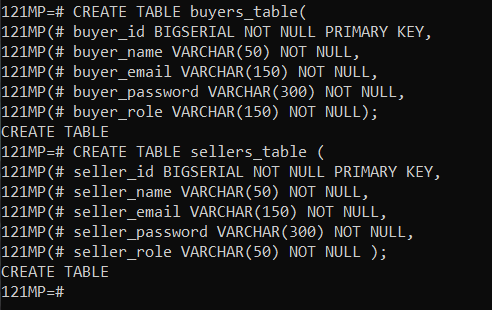 121MP=# CREATE TABLE buyers_table(
121MP(# buyer_id BIGSERIAL NOT NULL PRIMARY KEY,
121MP(# buyer_name VARCHAR(50) NOT NULL,
121MP(# buyer_email VARCHAR(150) NOT NULL,
121MP(# buyer_password VARCHAR(300) NOT NULL,
121MP(# buyer_role VARCHAR(150) NOT NULL);
CREATE TABLE
121MP=# CREATE TABLE sellers_table (
121MP(# seller_id BIGSERIAL NOT NULL PRIMARY KEY,
121MP(# seller_name VARCHAR(50) NOT NULL,
121MP(# seller_email VARCHAR(150) NOT NULL,
121MP(# seller_password VARCHAR(300) NOT NULL,
121MP(# seller_role VARCHAR(50) NOT NULL );
CREATE TABLE
121MP=#